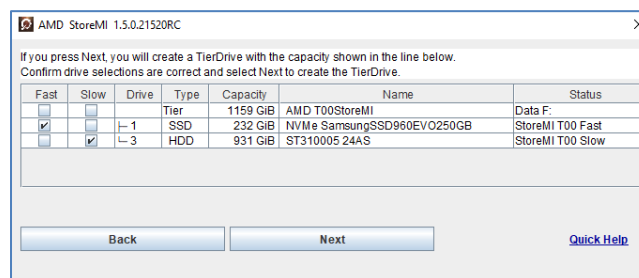 AMD StoreMI 1.5.0.21520RC
If you press Next, you will create a TierDrive with the capacity shown in the line below.
Confirm drive selections are correct and select Next to create the TierDrive.
Fast Slow Drive Type Capacity Name Status
Tier 1159 GiB AMD T00StoreMI Data F:
1 SSD 232 GiB NVMe SamsungSSD960EVO250GB StoreMI T00 Fast
3 HDD 931 GiB ST310005 24AS StoreMI T00 Slow
Back Next Quick Help